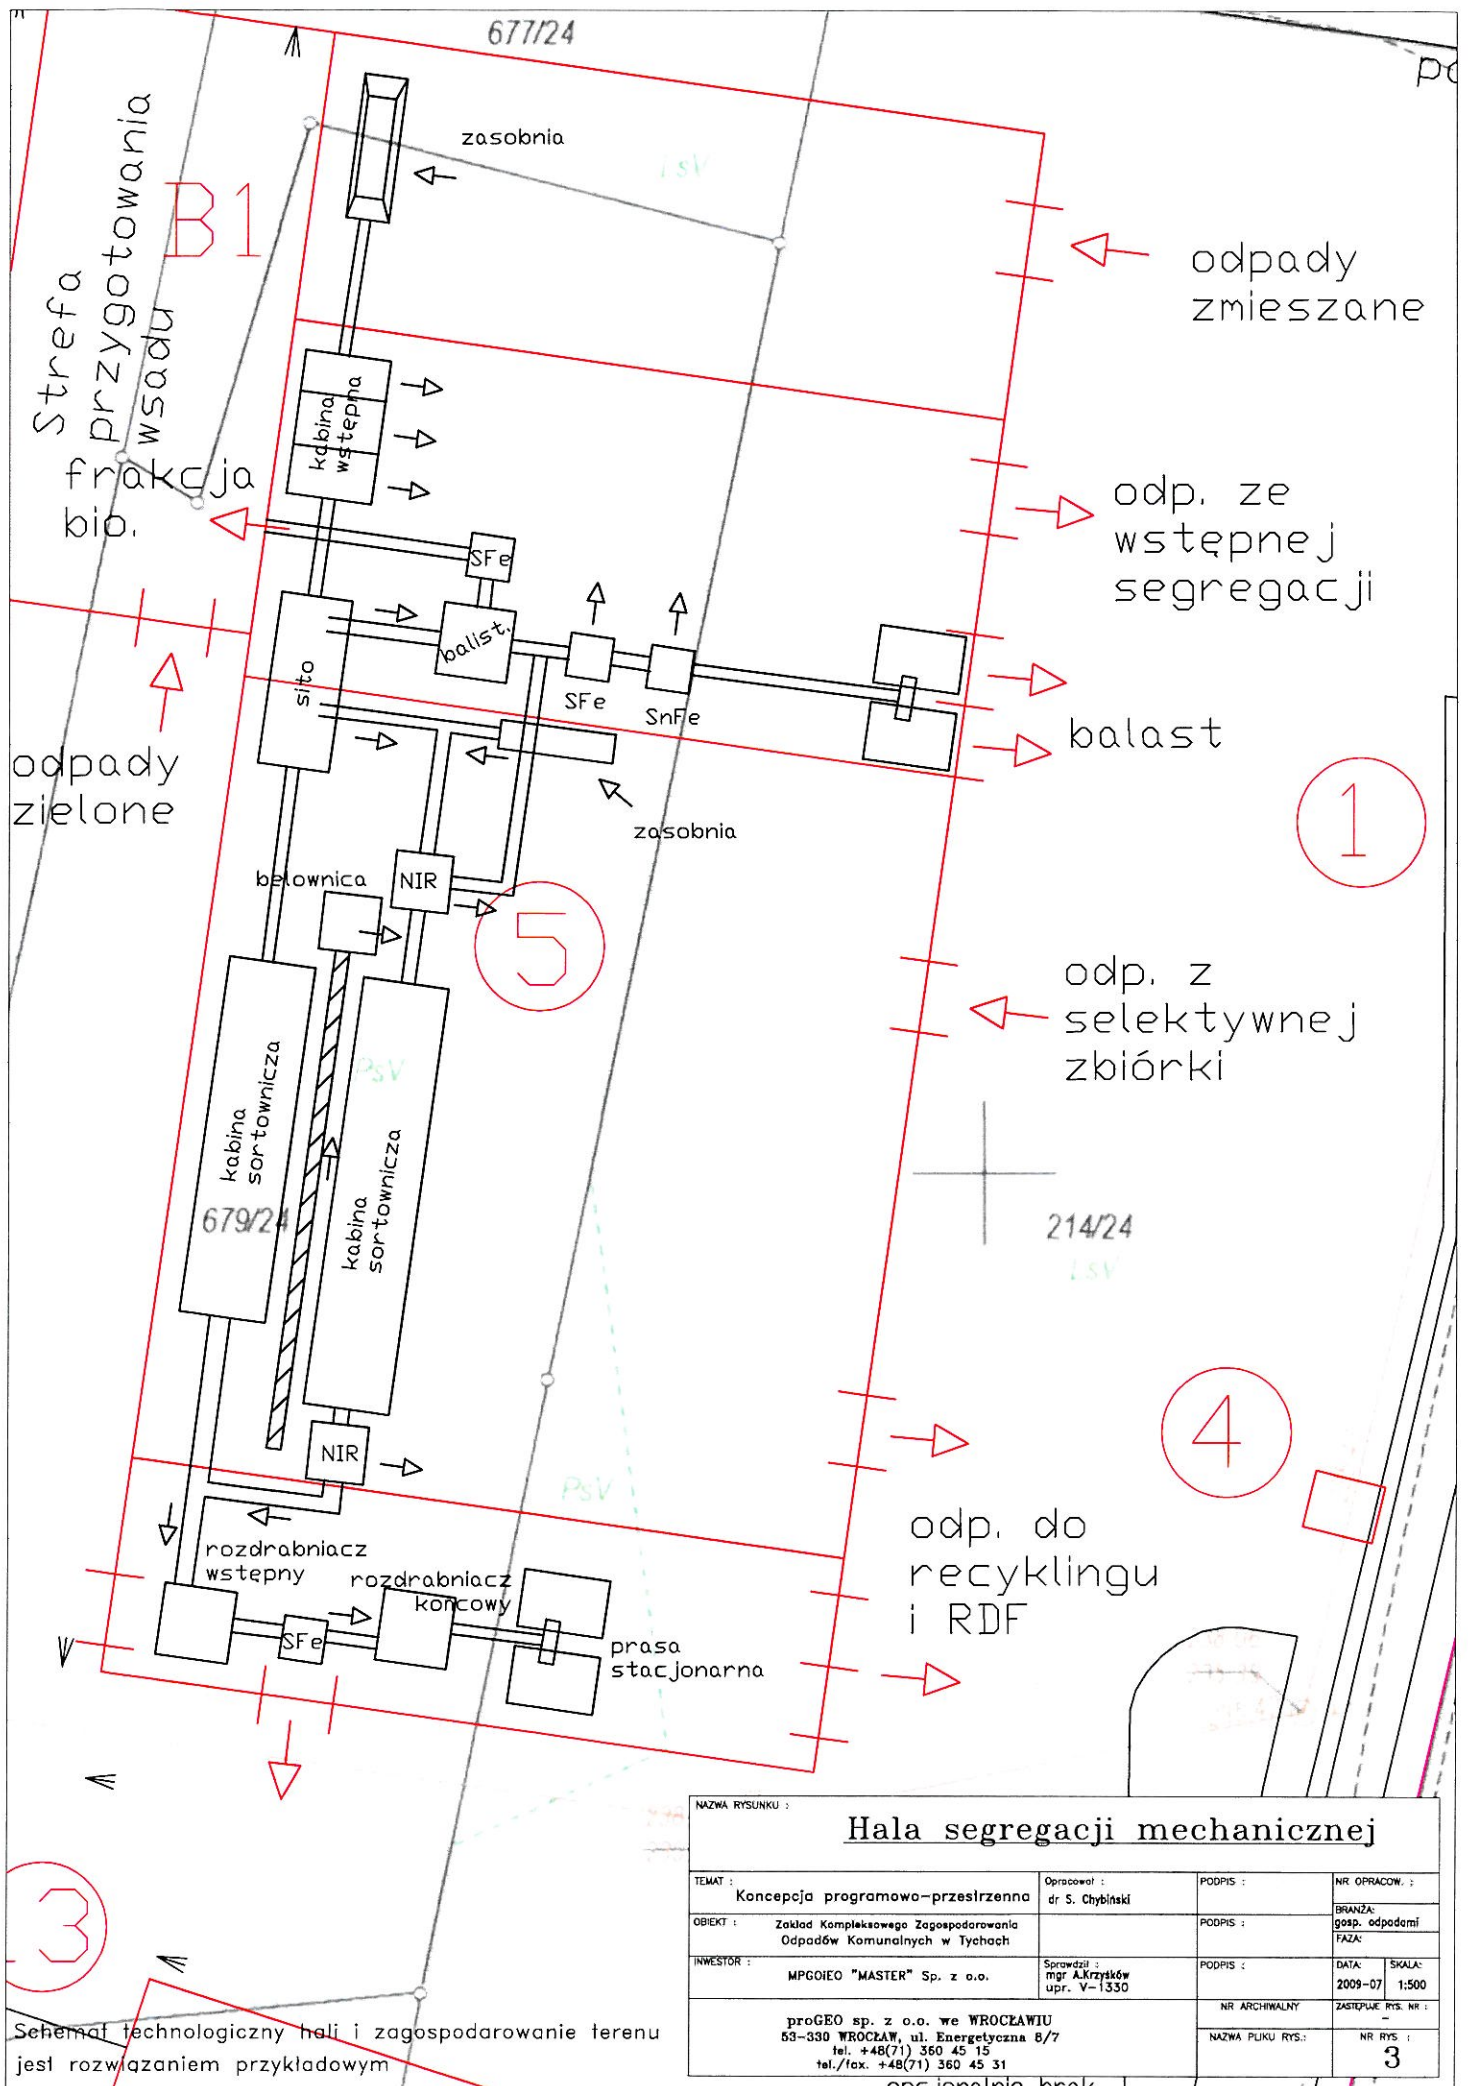 677/24
zasobnia
LsV
B1
Strefa
przygotowania
wsadu
odpady
zmieszane
kabina
wstępna
frakcja
bio.
odp. ze
wstępnej
segregacji
SFe
balist.
sito
SFe
SnFe
balast
odpady
zielone
zasobnia
1
belownica
NIR
5
odp. z
selektywnej
zbiórki
PsV
kabina
sortownicza
kabina
sortownicza
679/24
214/24
LsV
4
NIR
PsV
odp. do
recyklingu
i RDF
rozdrabniacz
wstępny
rozdrabniacz
końcowy
SFe
prasa
stacjonarna
3
NAZWA RYSUNKU :
Hala segregacji mechanicznej
TEMAT :
Koncepcja programowo-przestrzenna
Opracował :
dr S. Chybiński
PODPIS :
NR OPRACOW. :
OBIEKT :
Zakład Kompleksowego Zagospodarowania
Odpadów Komunalnych w Tychach
PODPIS :
BRANŻA:
gosp. odpadami
FAZA:
INWESTOR :
MPGOiEO "MASTER" Sp. z o.o.
Sprawdził :
mgr A.Krzyśków
upr. V-1330
PODPIS :
DATA:
2009-07
SKALA:
1:500
proGEO sp. z o.o. we WROCŁAWIU
53-330 WROCŁAW, ul. Energetyczna 8/7
tel. +48(71) 360 45 15
tel./fax. +48(71) 360 45 31
NR ARCHIWALNY
ZASTĘPUJE RYS. NR :
-
NAZWA PLIKU RYS.:
NR RYS :
3
Schemat technologiczny hali i zagospodarowanie terenu
jest rozwiązaniem przykładowym